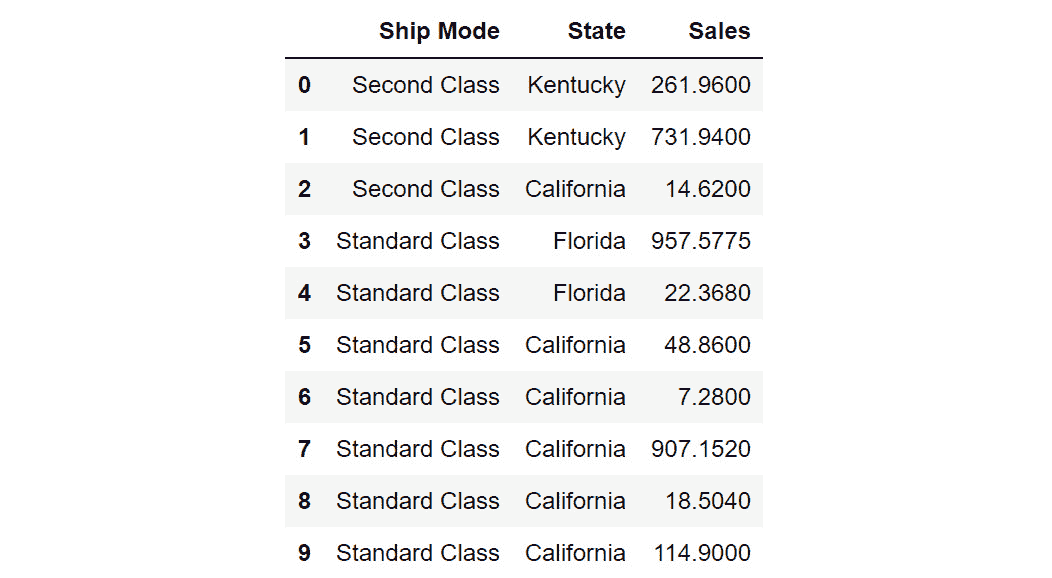 Ship Mode State Sales
0 Second Class Kentucky 261.9600
1 Second Class Kentucky 731.9400
2 Second Class California 14.6200
3 Standard Class Florida 957.5775
4 Standard Class Florida 22.3680
5 Standard Class California 48.8600
6 Standard Class California 7.2800
7 Standard Class California 907.1520
8 Standard Class California 18.5040
9 Standard Class California 114.9000